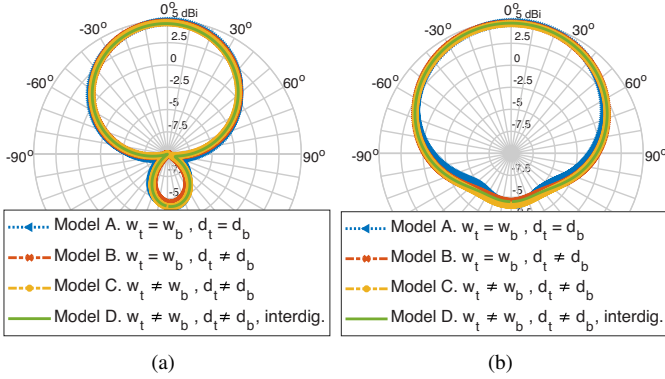 0° 5 dBi
-30° 30°
2.5
-60° 0 60°
-2.5
-5
-7.5
-90° 90°
-7.5
-5
Model A. w_t = w_b , d_t = d_b
Model B. w_t = w_b , d_t ≠ d_b
Model C. w_t ≠ w_b , d_t ≠ d_b
Model D. w_t ≠ w_b , d_t ≠ d_b, interdig.
(a)
0° 5 dBi
-30° 30°
2.5
-60° 0 60°
-2.5
-5
-7.5
-90° 90°
-7.5
Model A. w_t = w_b , d_t = d_b
Model B. w_t = w_b , d_t ≠ d_b
Model C. w_t ≠ w_b , d_t ≠ d_b
Model D. w_t ≠ w_b , d_t ≠ d_b, interdig.
(b)